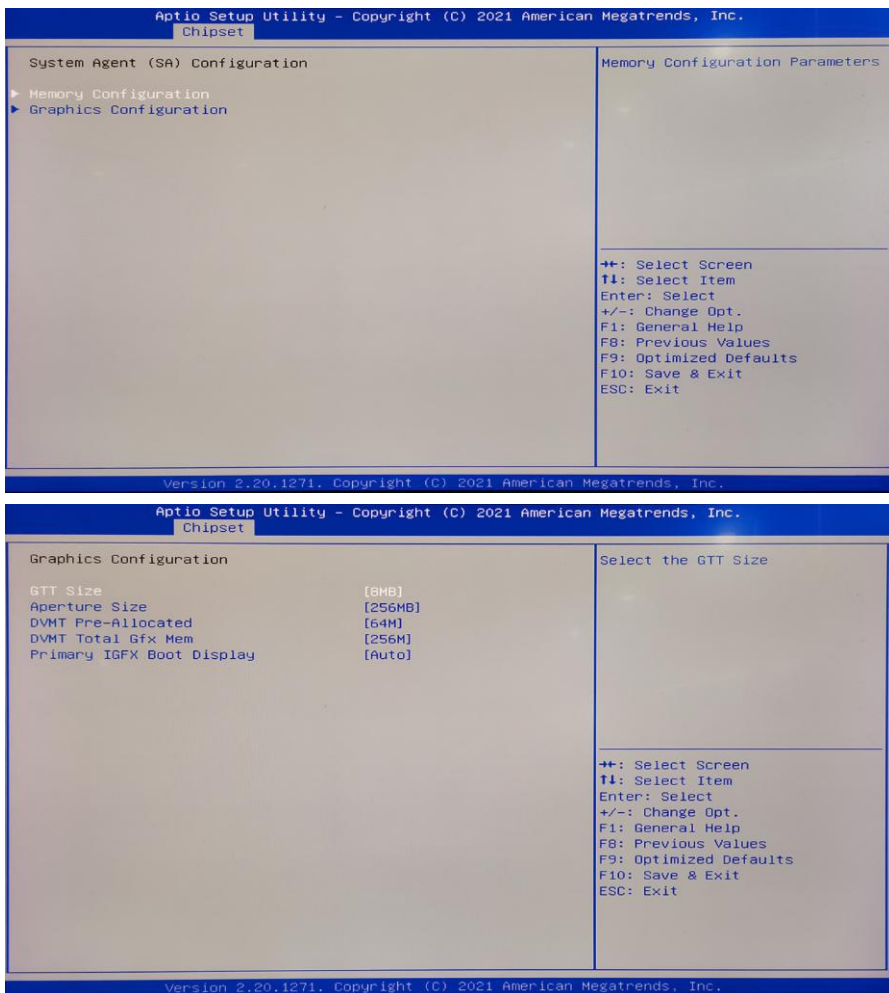 Aptio Setup Utility - Copyright (C) 2021 American Megatrends, Inc.
Chipset
System Agent (SA) Configuration
Memory Configuration
Graphics Configuration
Memory Configuration Parameters
→←: Select Screen
↑↓: Select Item
Enter: Select
+/-: Change Opt.
F1: General Help
F8: Previous Values
F9: Optimized Defaults
F10: Save & Exit
ESC: Exit
Version 2.20.1271. Copyright (C) 2021 American Megatrends, Inc.
Aptio Setup Utility - Copyright (C) 2021 American Megatrends, Inc.
Chipset
Graphics Configuration
GTT Size [8MB]
Aperture Size [256MB]
DVMT Pre-Allocated [64M]
DVMT Total Gfx Mem [256M]
Primary IGFX Boot Display [Auto]
Select the GTT Size
→←: Select Screen
↑↓: Select Item
Enter: Select
+/-: Change Opt.
F1: General Help
F8: Previous Values
F9: Optimized Defaults
F10: Save & Exit
ESC: Exit
Version 2.20.1271. Copyright (C) 2021 American Megatrends, Inc.